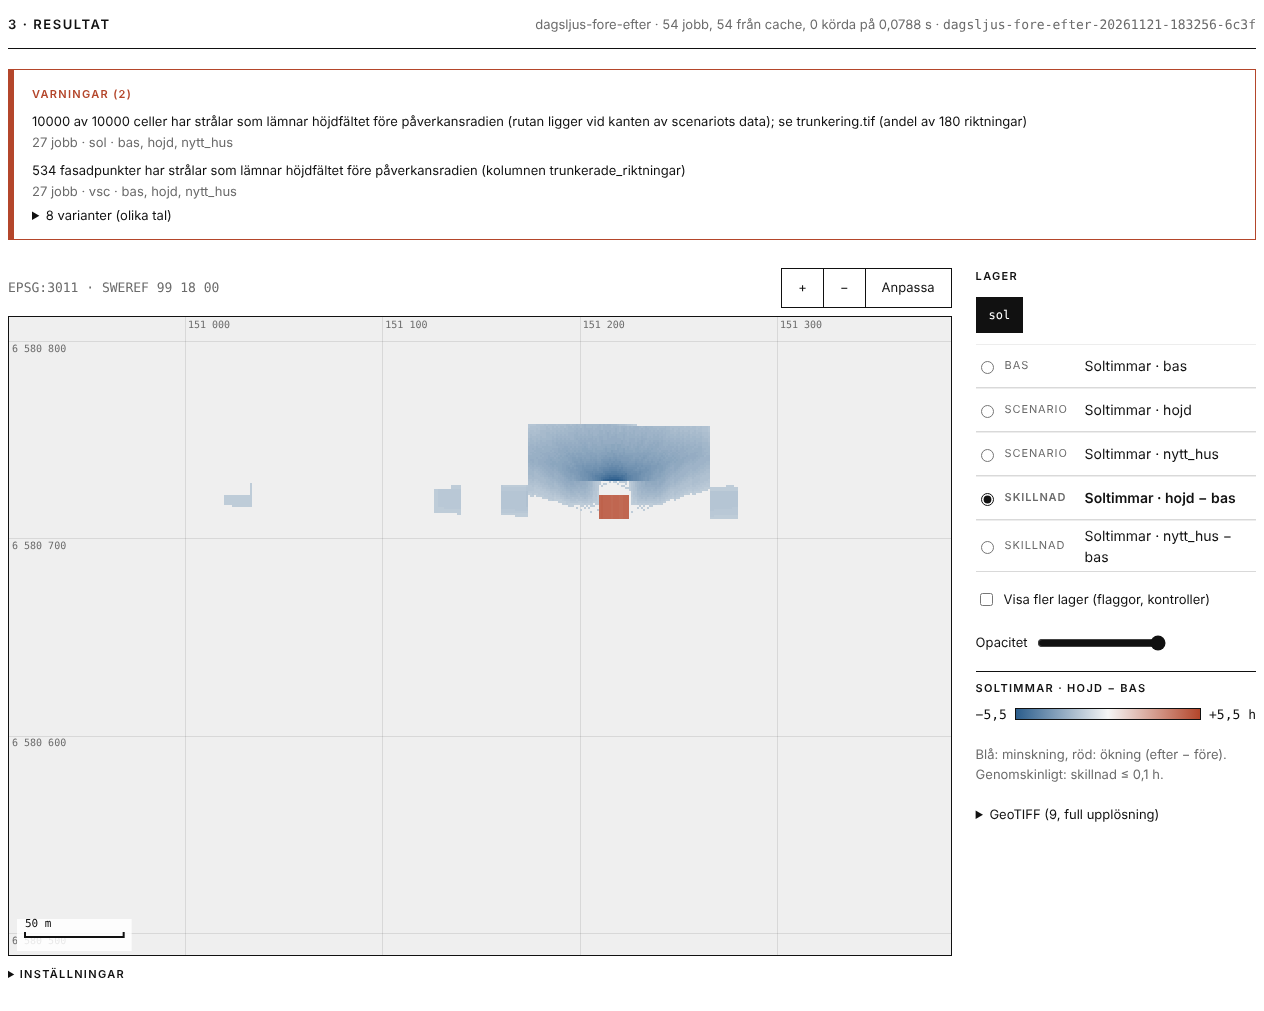 3 · RESULTAT
dagsljus-fore-efter · 54 jobb, 54 från cache, 0 körda på 0,0788 s · dagsljus-fore-efter-20261121-183256-6c3f
VARNINGAR (2)
10000 av 10000 celler har strålar som lämnar höjdfältet före påverkansradien (rutan ligger vid kanten av scenariots data); se trunkering.tif (andel av 180 riktningar)
27 jobb · sol · bas, hojd, nytt_hus
534 fasadpunkter har strålar som lämnar höjdfältet före påverkansradien (kolumnen trunkerade_riktningar)
27 jobb · vsc · bas, hojd, nytt_hus
▶ 8 varianter (olika tal)
EPSG:3011 · SWEREF 99 18 00
+ − Anpassa
151 000 151 100 151 200 151 300
6 580 800
6 580 700
6 580 600
6 580 500
50 m
▶ INSTÄLLNINGAR
LAGER
sol
BAS Soltimmar · bas
SCENARIO Soltimmar · hojd
SCENARIO Soltimmar · nytt_hus
SKILLNAD Soltimmar · hojd − bas
SKILLNAD Soltimmar · nytt_hus −
bas
Visa fler lager (flaggor, kontroller)
Opacitet
SOLTIMMAR · HOJD − BAS
−5,5 +5,5 h
Blå: minskning, röd: ökning (efter − före).
Genomskinligt: skillnad ≤ 0,1 h.
▶ GeoTIFF (9, full upplösning)